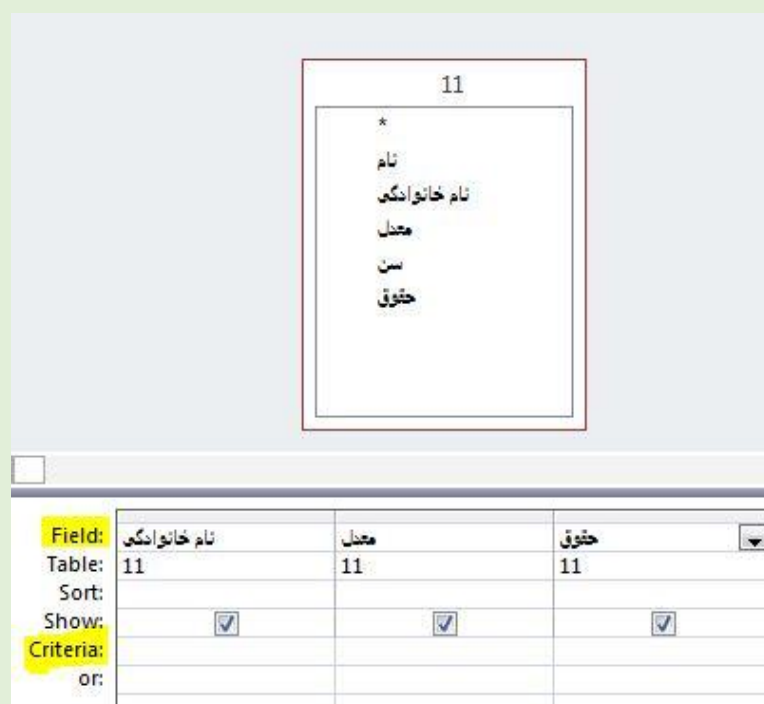 11
*
نام
نام خانوادگی
معدل
سن
حقوق
Field: نام خانوادگی معدل حقوق
Table: 11 11 11
Sort:
Show:
Criteria:
or: